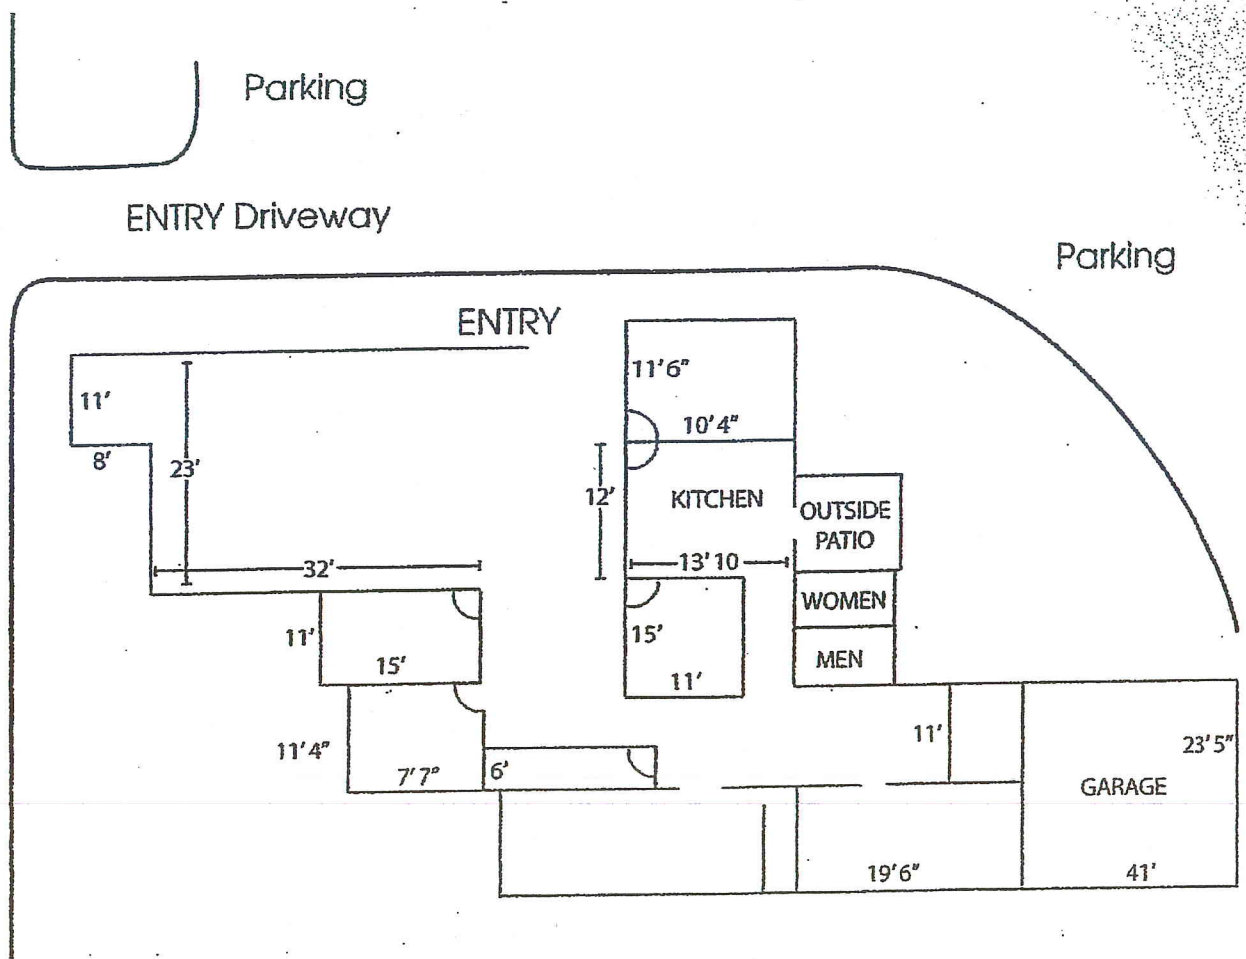 Parking
ENTRY Driveway
Parking
ENTRY
11'6"
11'
10'4"
8'
23'
12'
KITCHEN
OUTSIDE
PATIO
32'
13'10
WOMEN
11'
15'
15'
MEN
11'
11'4"
7'7"
6'
11'
23'5"
GARAGE
19'6"
41'